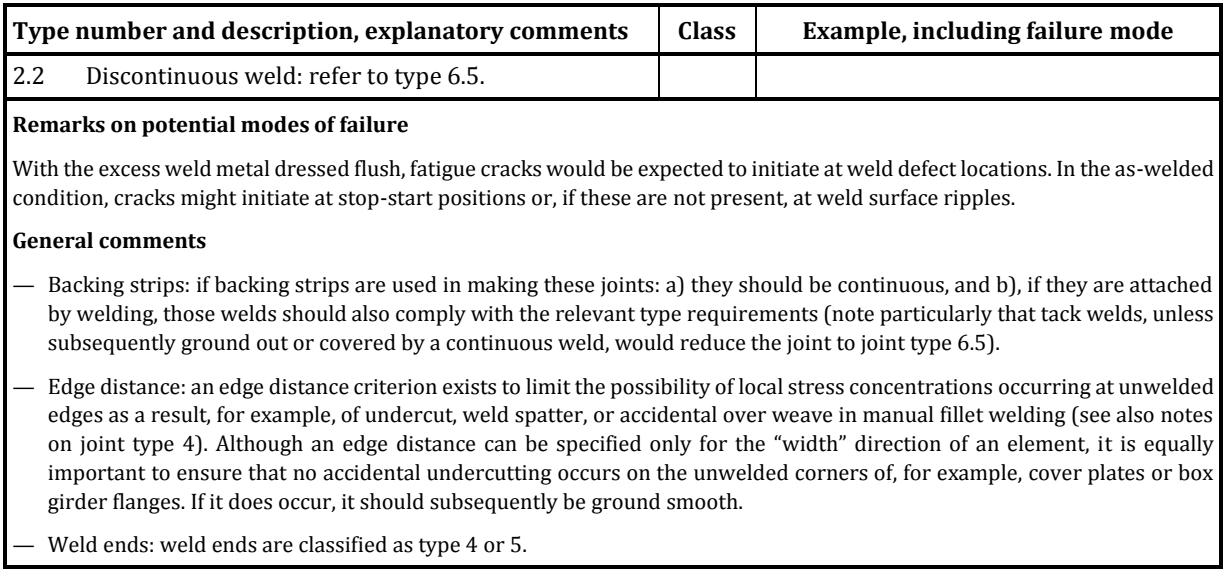 Type number and description, explanatory comments Class Example, including failure mode
2.2 Discontinuous weld: refer to type 6.5.
Remarks on potential modes of failure
With the excess weld metal dressed flush, fatigue cracks would be expected to initiate at weld defect locations. In the as-welded
condition, cracks might initiate at stop-start positions or, if these are not present, at weld surface ripples.
General comments
— Backing strips: if backing strips are used in making these joints: a) they should be continuous, and b), if they are attached
by welding, those welds should also comply with the relevant type requirements (note particularly that tack welds, unless
subsequently ground out or covered by a continuous weld, would reduce the joint to joint type 6.5).
— Edge distance: an edge distance criterion exists to limit the possibility of local stress concentrations occurring at unwelded
edges as a result, for example, of undercut, weld spatter, or accidental over weave in manual fillet welding (see also notes
on joint type 4). Although an edge distance can be specified only for the “width” direction of an element, it is equally
important to ensure that no accidental undercutting occurs on the unwelded corners of, for example, cover plates or box
girder flanges. If it does occur, it should subsequently be ground smooth.
— Weld ends: weld ends are classified as type 4 or 5.